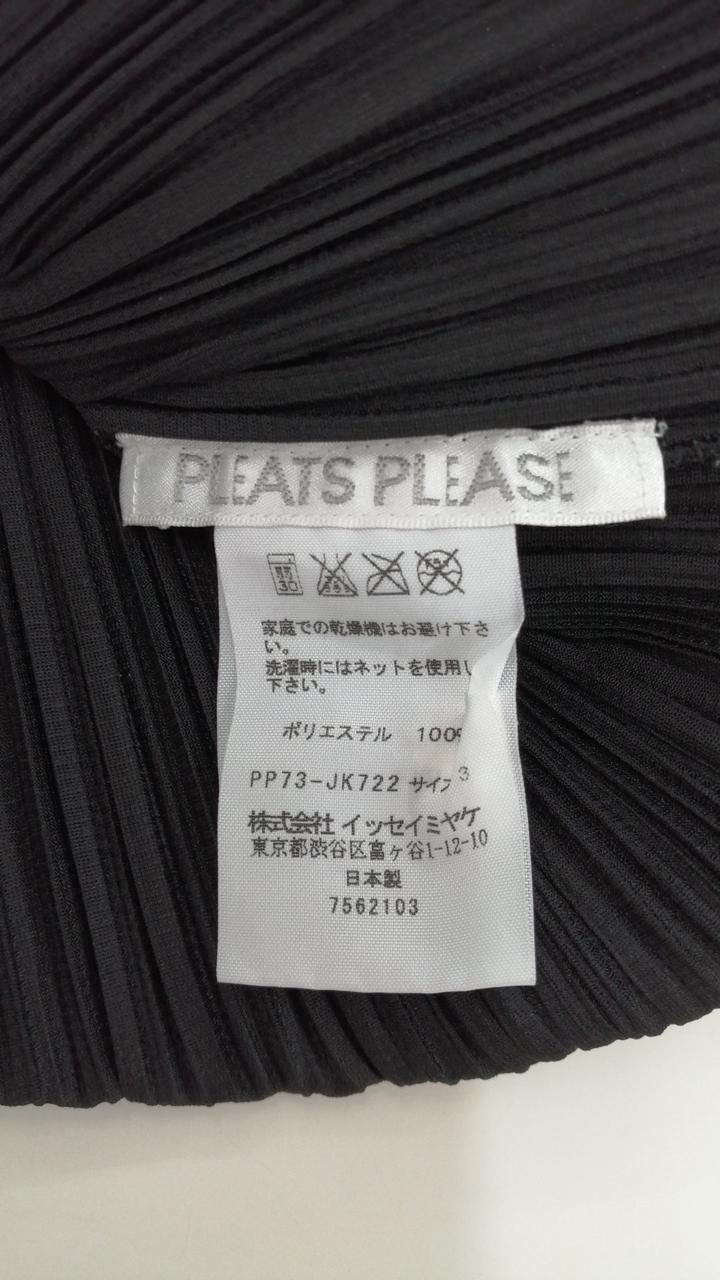 PLEATS PLEASE
30
家庭での乾燥機はお避け下さ
い。
洗濯時にはネットを使用し
下さい。
ポリエステル 100%
PP73-JK722 サイズ 3
株式会社 イッセイミヤケ
東京都渋谷区富ヶ谷1-12-10
日本製
7562103